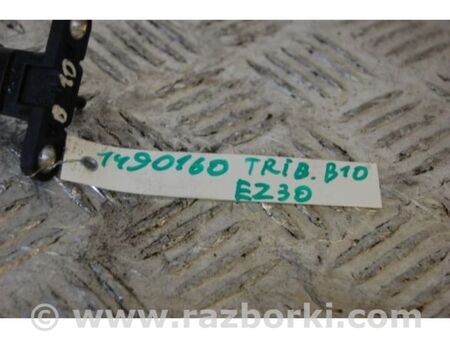 B 10
1490160 TRIB. B10
EZ30
© www.razborki.com